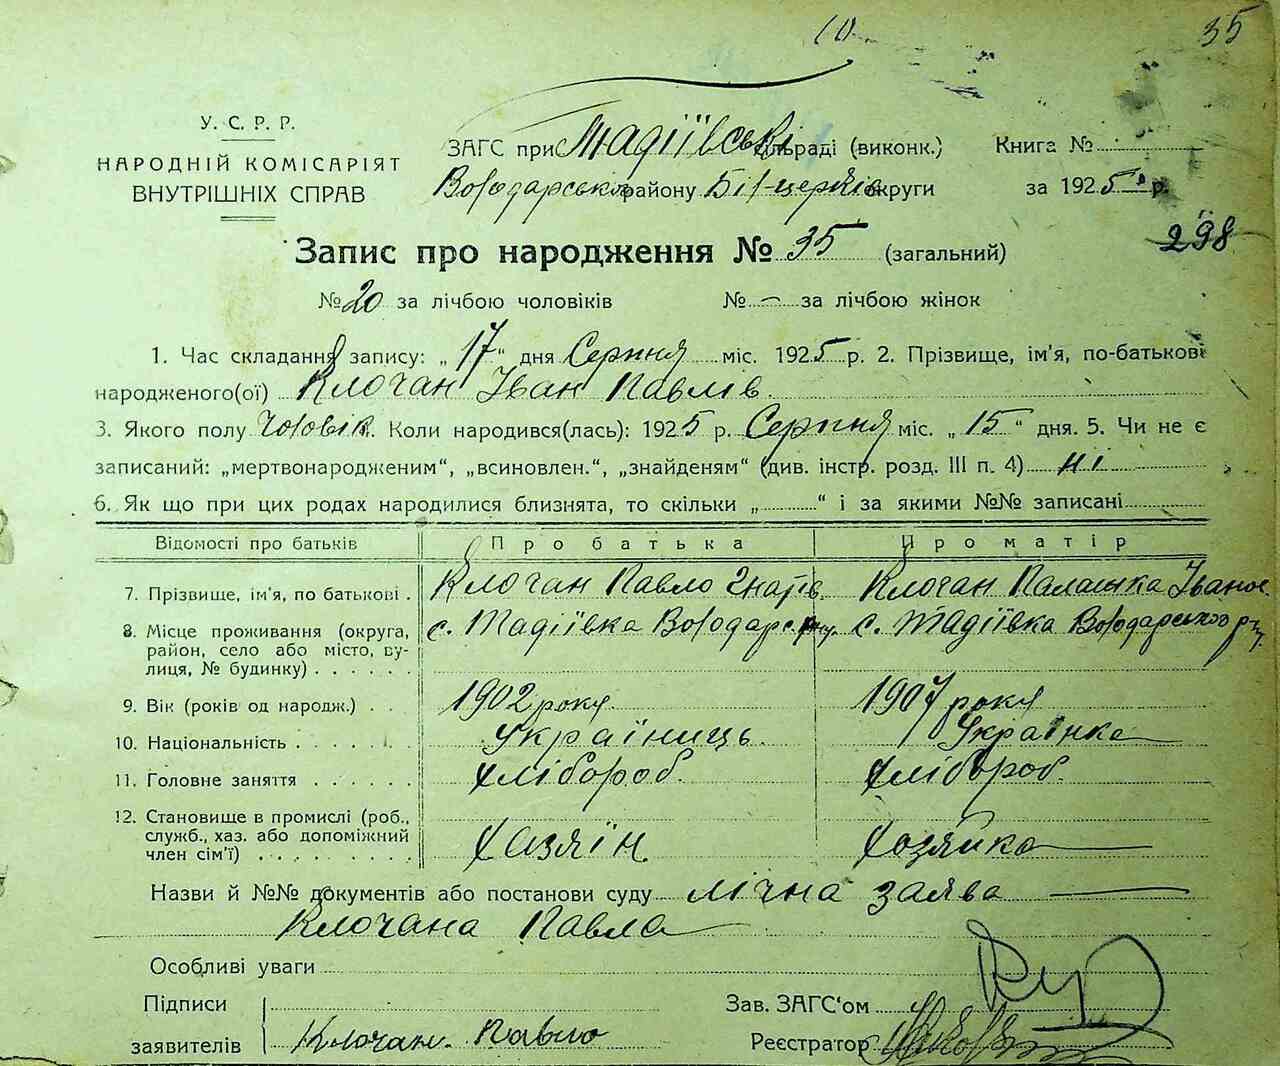 10. 35
У. С. Р. Р.
НАРОДНІЙ КОМІСАРІЯТ
ВНУТРІШНІХ СПРАВ
ЗАГС при Тадіївські сільраді (виконк.) Книга №
Володарського району Біл-церків округи за 1925 р.
Запис про народження № 35 (загальний) 298
№ 20 за лічбою чоловіків № — за лічбою жінок
1. Час складання запису: „17“ дня Серпня міс. 1925 р. 2. Прізвище, ім'я, по-батькові
народженого(ої) Клочан Іван Павлів
3. Якого полу Чоловік. Коли народився(лась): 1925 р. Серпня міс. „15“ дня. 5. Чи не є
записаний: „мертвонародженим“, „всиновлен.“, „знайденям“ (див. інстр. розд. III п. 4) ні
6. Як що при цих родах народилися близнята, то скільки „ “ і за якими №№ записані
Відомості про батьків Про батька Про матір
7. Прізвище, ім'я, по батькові . Клочан Павло Гнатів. Клочан Палашка Іванов.
8. Місце проживання (округа, с. Тадіївка Володарськ. с. Тадіївка Володарського р-ну.
район, село або місто, ву-
лиця, № будинку) . . . . . .
9. Вік (років од народж.) . . . 1902 року 1907 року
10. Національність . . . . . . Українець. Українка
11. Головне заняття . . . . . . Хлібороб. Хлібороб.
12. Становище в промислі (роб.,
служб., хаз. або допоміжний Хазяін Хозяйка
член сім'ї) . . . . . . . . .
Назви й №№ документів або постанови суду лічна заява
Клочана Павла
Особливі уваги
Підписи Зав. ЗАГС'ом
заявителів Клочан. Павло Реєстратор